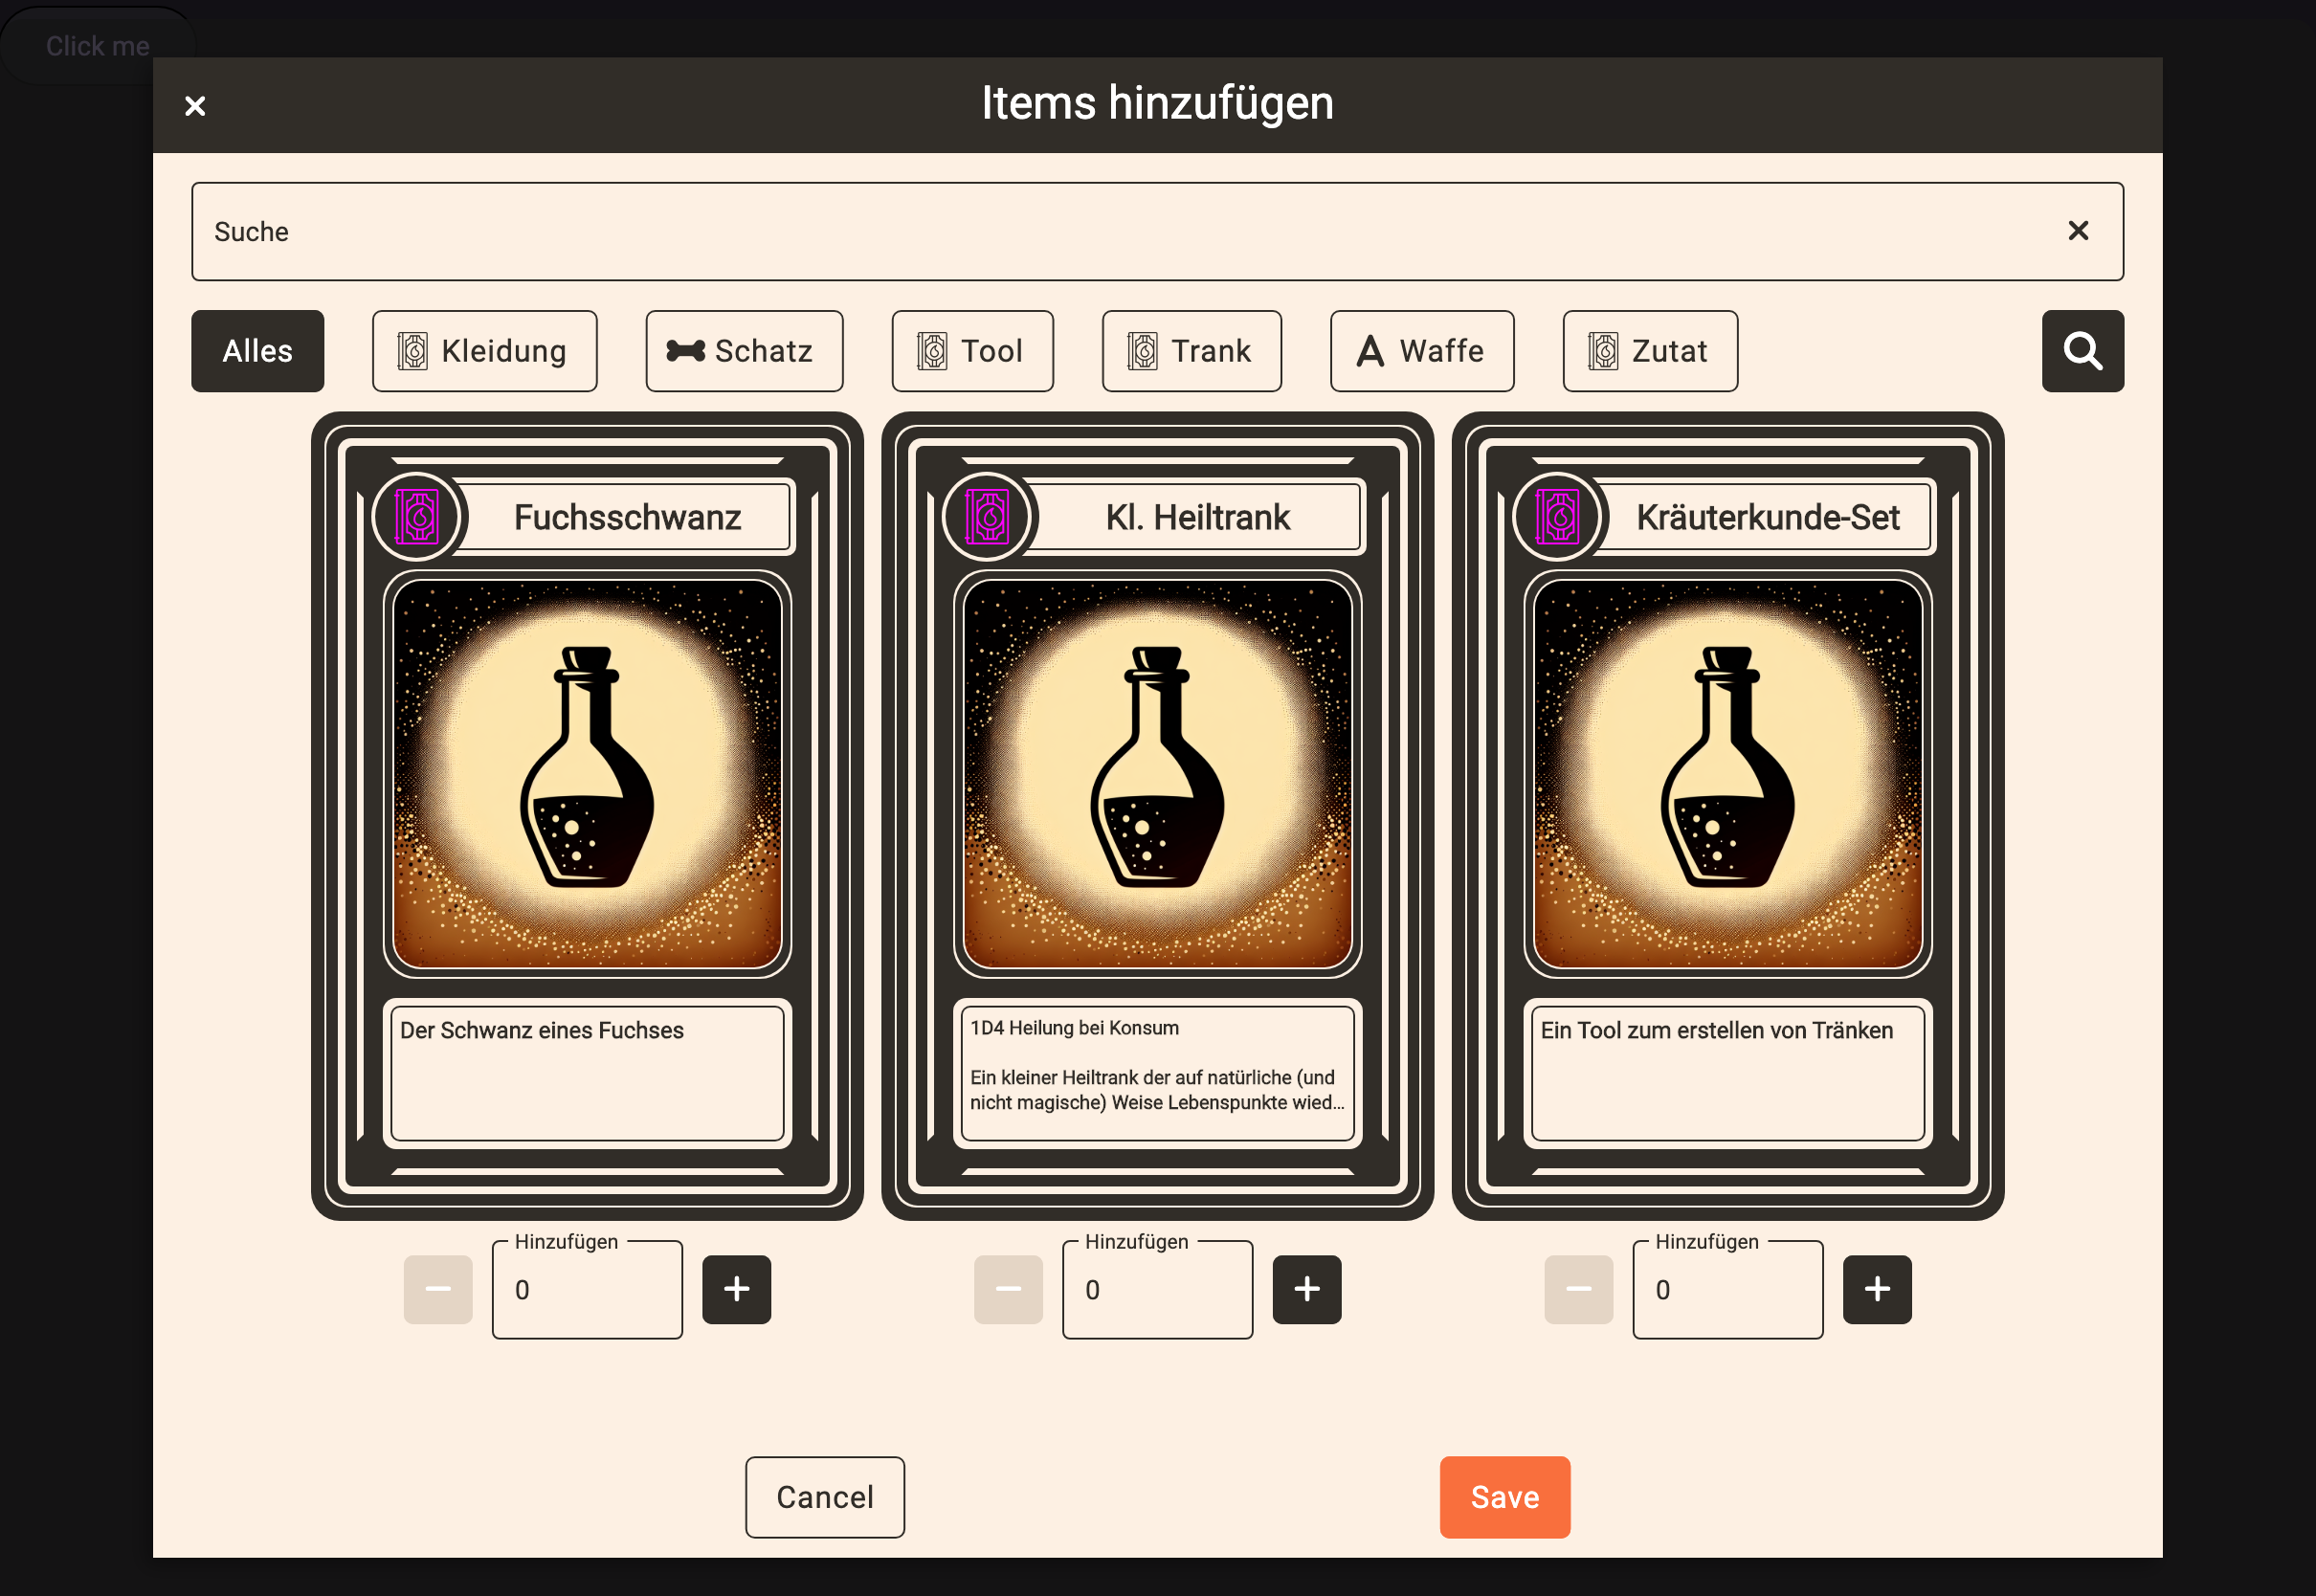 Click me
Items hinzufügen
Suche
Alles
Kleidung
Schatz
Tool
Trank
Waffe
Zutat
Fuchsschwanz
Kl. Heiltrank
Kräuterkunde-Set
Der Schwanz eines Fuchses
1D4 Heilung bei Konsum
Ein kleiner Heiltrank der auf natürliche (und
nicht magische) Weise Lebenspunkte wied...
Ein Tool zum erstellen von Tränken
Hinzufügen
0
Hinzufügen
0
Hinzufügen
0
Cancel
Save